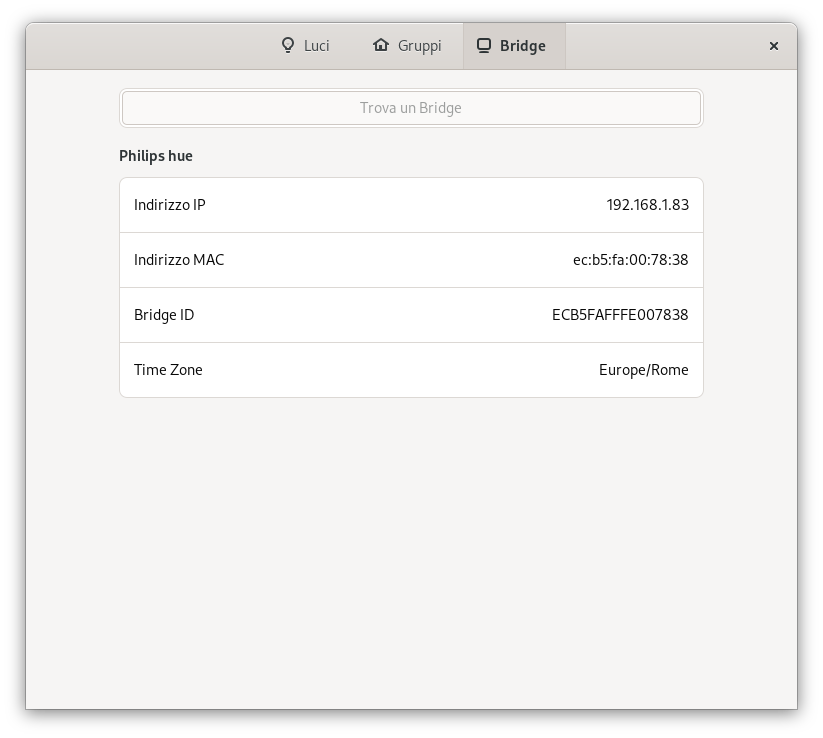 Luci
Gruppi
Bridge
Trova un Bridge
Philips hue
Indirizzo IP 192.168.1.83
Indirizzo MAC ec:b5:fa:00:78:38
Bridge ID ECB5FAFFFE007838
Time Zone Europe/Rome